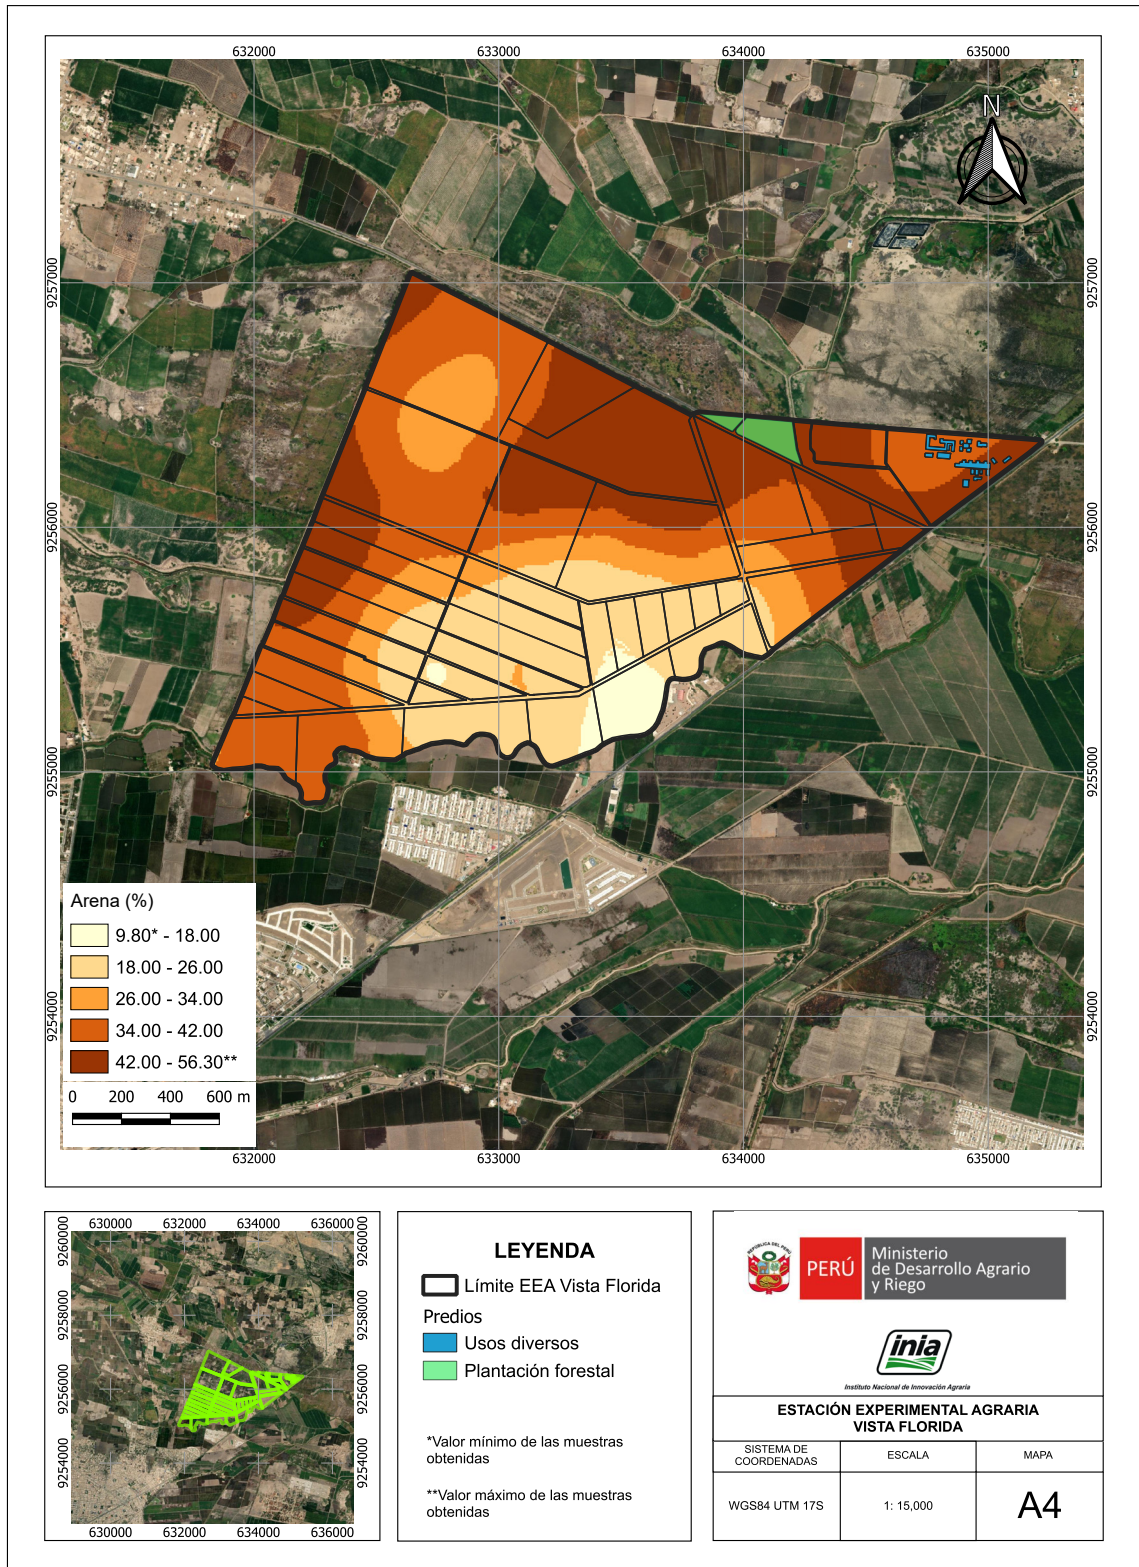 632000
633000
634000
635000
N
9257000
9257000
9256000
9256000
9255000
9255000
9254000
9254000
Arena (%)
9.80* - 18.00
18.00 - 26.00
26.00 - 34.00
34.00 - 42.00
42.00 - 56.30**
0 200 400 600 m
632000
633000
634000
635000
630000 632000 634000 636000
9260000
9260000
9258000
9258000
9256000
9256000
9254000
9254000
630000 632000 634000 636000
LEYENDA
Límite EEA Vista Florida
Predios
Usos diversos
Plantación forestal
*Valor mínimo de las muestras
obtenidas
**Valor máximo de las muestras
obtenidas
REPÚBLICA DEL PERÚ
PERÚ
Ministerio
de Desarrollo Agrario
y Riego
inia
Instituto Nacional de Innovación Agraria
ESTACIÓN EXPERIMENTAL AGRARIA
VISTA FLORIDA
SISTEMA DE
COORDENADAS
ESCALA
MAPA
WGS84 UTM 17S
1: 15,000
A4